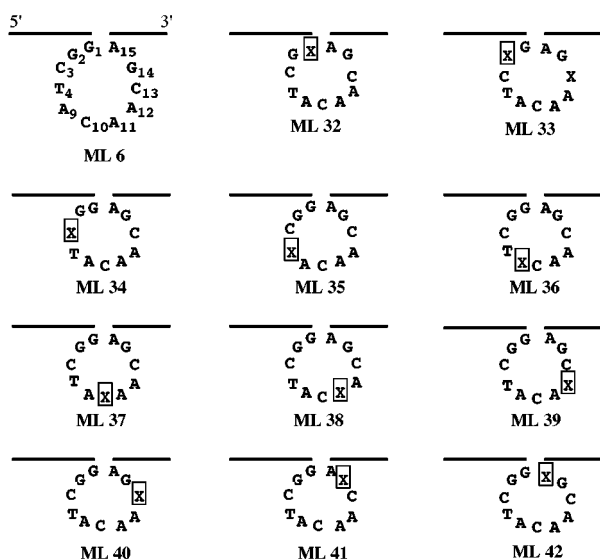 5' 3'
G2 G1 A15
C3 G14
T4 C13
A9 A12
C10 A11
ML 6
G X A G
C C
T A C A A
ML 32
X G A G
C X
T A C A A
ML 33
G G A G
X C
T A C A A
ML 34
G G A G
C C
X A C A A
ML 35
G G A G
C C
T X C A A
ML 36
G G A G
C C
T A X A A
ML 37
G G A G
C C
T A C X A
ML 38
G G A G
C C
T A C A X
ML 39
G G A G
C X
T A C A A
ML 40
G G A X
C C
T A C A A
ML 41
G G X G
C C
T A C A A
ML 42